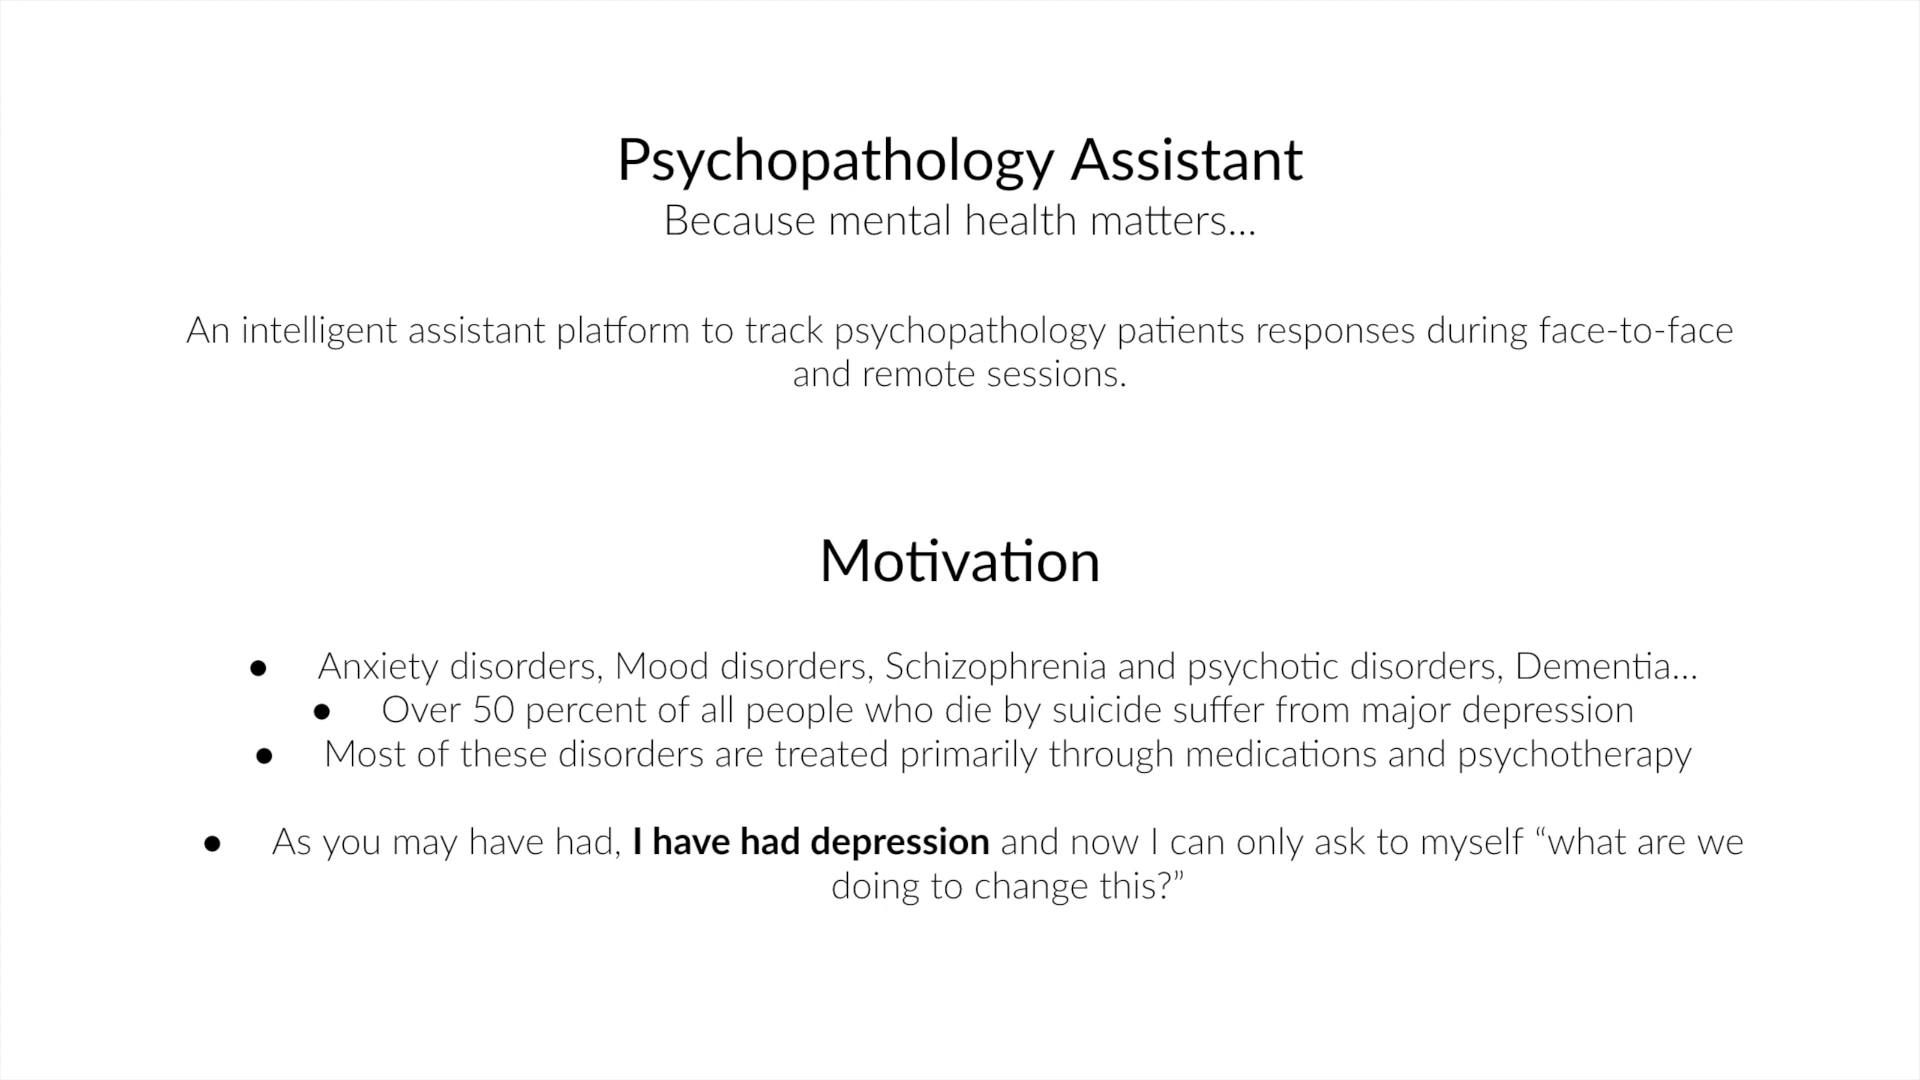 Psychopathology Assistant
Because mental health matters...
An intelligent assistant platform to track psychopathology patients responses during face-to-face
and remote sessions.
Motivation
● Anxiety disorders, Mood disorders, Schizophrenia and psychotic disorders, Dementia...
● Over 50 percent of all people who die by suicide suffer from major depression
● Most of these disorders are treated primarily through medications and psychotherapy
● As you may have had, I have had depression and now I can only ask to myself “what are we
doing to change this?”